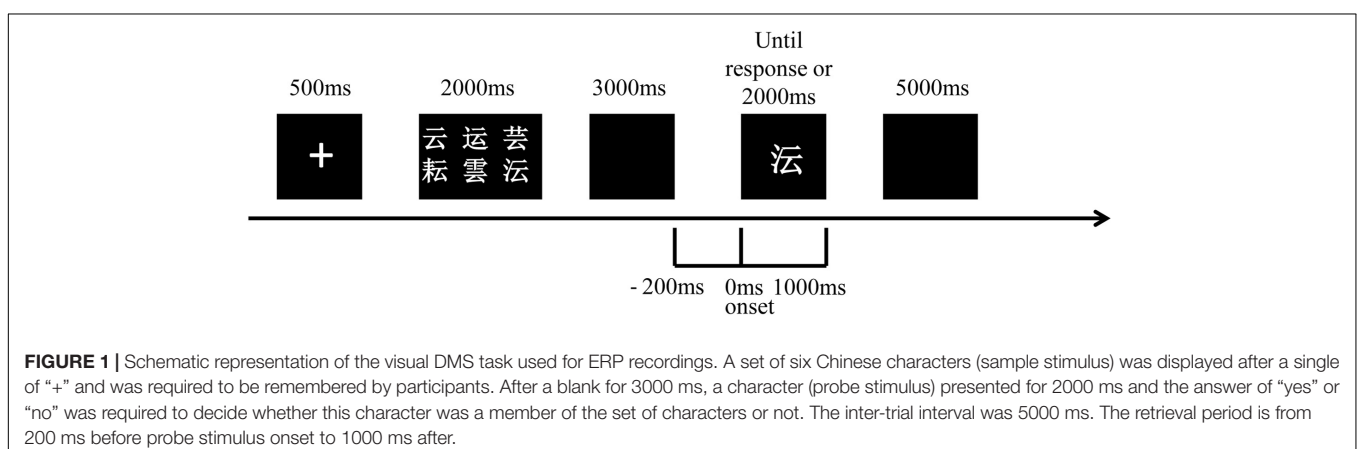 Until
response or
500ms 2000ms 3000ms 2000ms 5000ms
+
云 运 芸
耘 雲 沄
沄
- 200ms 0ms 1000ms
onset
FIGURE 1 | Schematic representation of the visual DMS task used for ERP recordings. A set of six Chinese characters (sample stimulus) was displayed after a single
of “+” and was required to be remembered by participants. After a blank for 3000 ms, a character (probe stimulus) presented for 2000 ms and the answer of “yes” or
“no” was required to decide whether this character was a member of the set of characters or not. The inter-trial interval was 5000 ms. The retrieval period is from
200 ms before probe stimulus onset to 1000 ms after.